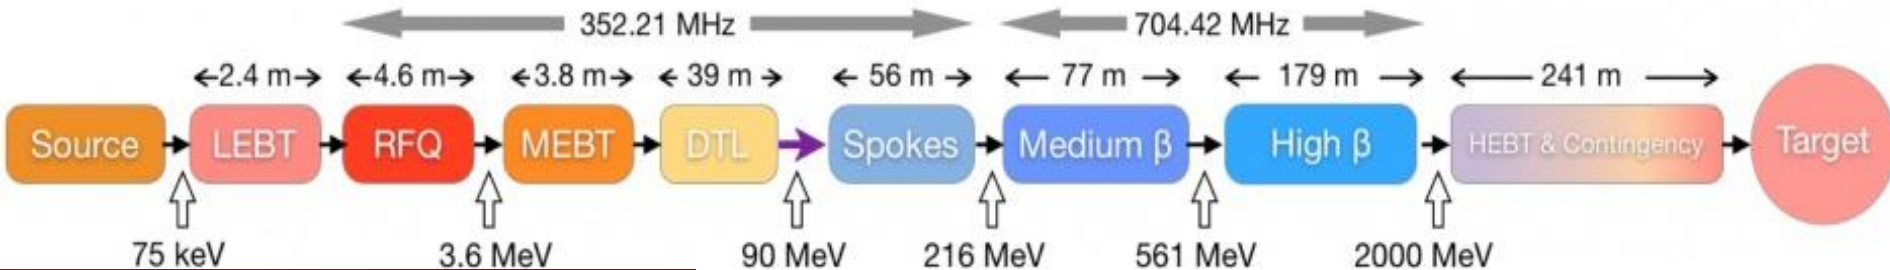 352.21 MHz 704.42 MHz
2.4 m 4.6 m 3.8 m 39 m 56 m 77 m 179 m 241 m
Source LEBT RFQ MEBT DTL Spokes Medium β High β HEBT & Contingency Target
75 keV 3.6 MeV 90 MeV 216 MeV 561 MeV 2000 MeV